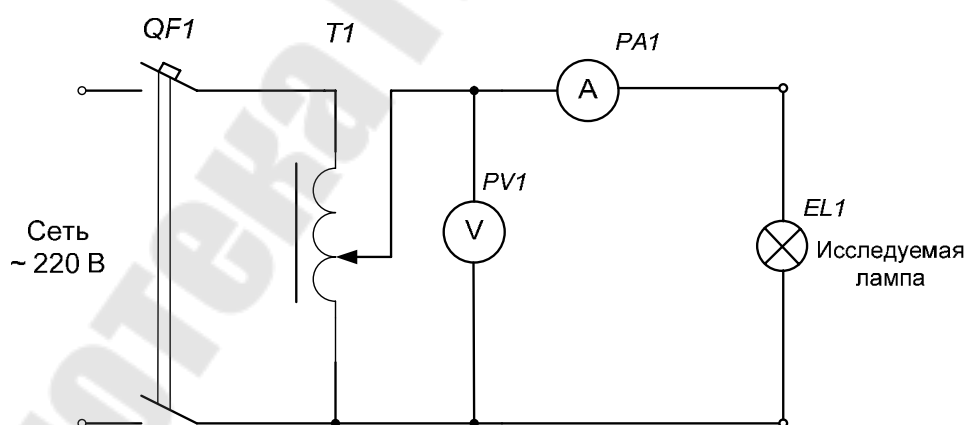 QF1
T1
PA1
A
PV1
V
EL1
Сеть
~ 220 В
Исследуемая
лампа